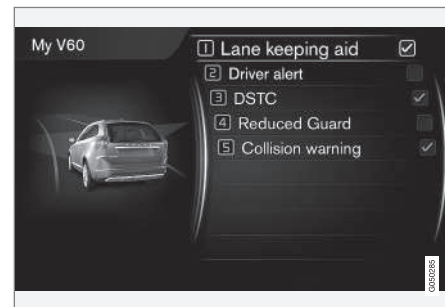 My V60
1 Lane keeping aid
2 Driver alert
3 DSTC
4 Reduced Guard
5 Collision warning
G050285